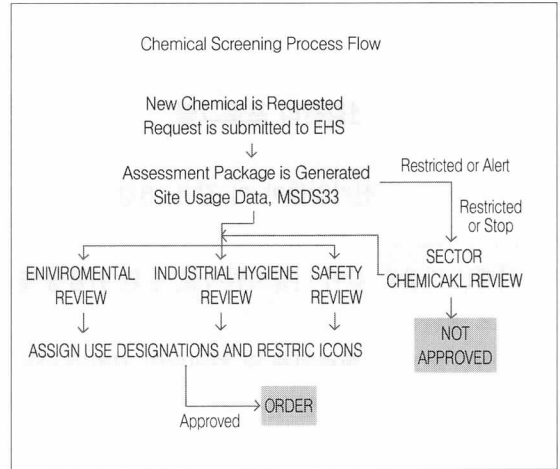 Chemical Screening Process Flow
New Chemical is Requested
Request is submitted to EHS
Assessment Package is Generated
Site Usage Data, MSDS33
Restricted or Alert
Restricted
or Stop
ENIVIROMENTAL
REVIEW
INDUSTRIAL HYGIENE
REVIEW
SAFETY
REVIEW
SECTOR
CHEMICAKL REVIEW
ASSIGN USE DESIGNATIONS AND RESTRIC ICONS
NOT
APPROVED
Approved
ORDER